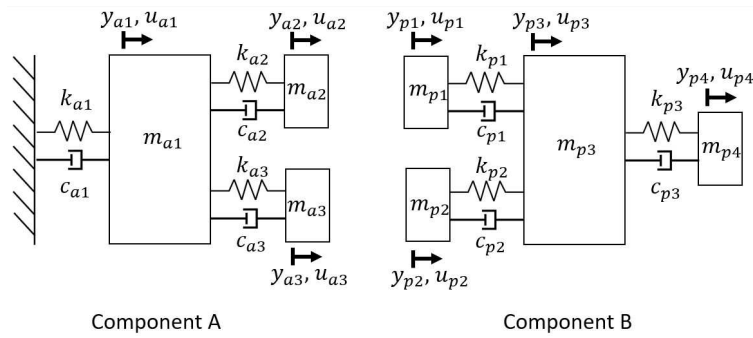 y_{a1}, u_{a1}
y_{a2}, u_{a2}
k_{a1}
c_{a1}
m_{a1}
k_{a2}
c_{a2}
m_{a2}
k_{a3}
c_{a3}
m_{a3}
y_{a3}, u_{a3}
Component A
y_{p1}, u_{p1}
y_{p3}, u_{p3}
m_{p1}
k_{p1}
c_{p1}
m_{p2}
k_{p2}
c_{p2}
y_{p2}, u_{p2}
m_{p3}
y_{p4}, u_{p4}
k_{p3}
c_{p3}
m_{p4}
Component B